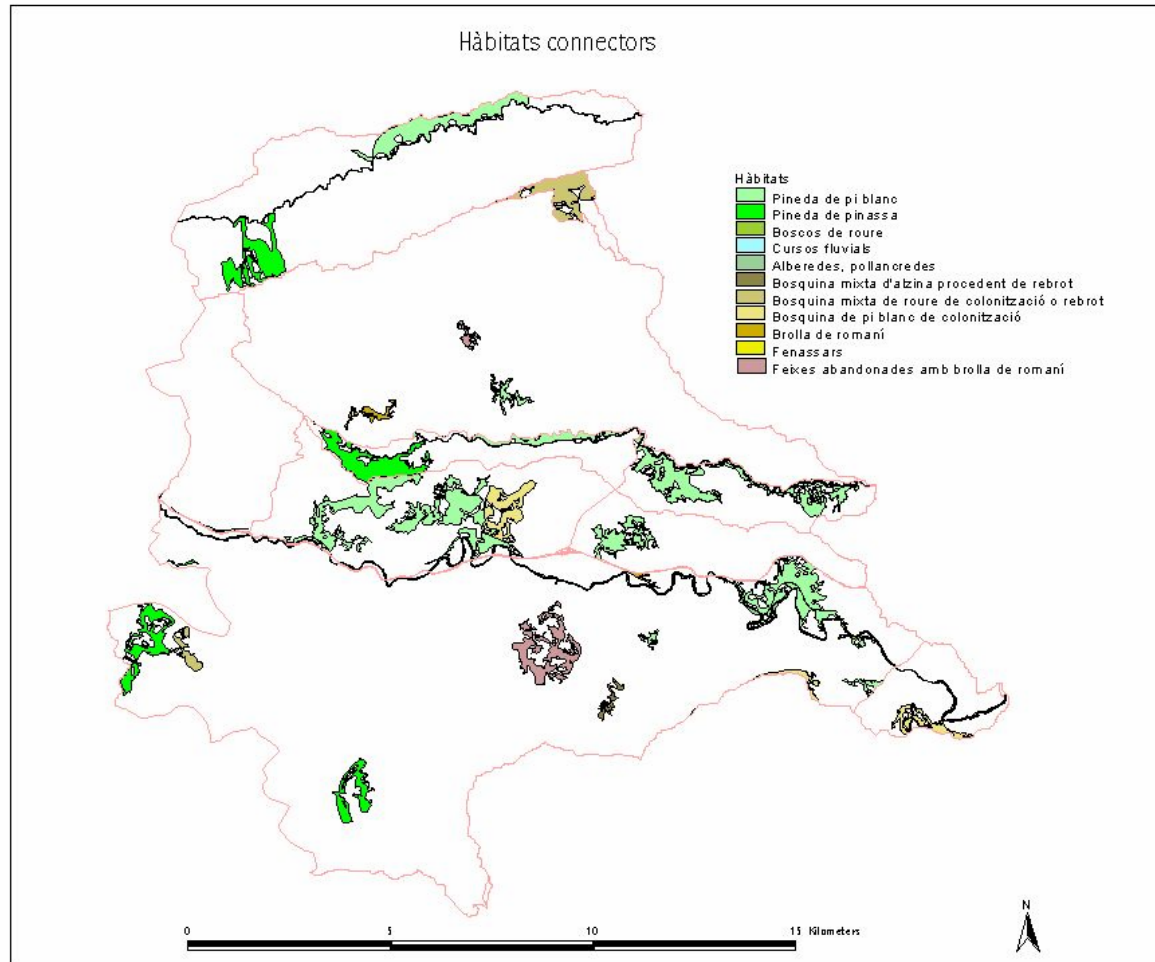 Hàbitats connectors
Hàbitats
Pineda de pi blanc
Pineda de pinassa
Boscos de roure
Cursos fluvials
Alberedes, pollancredes
Bosquina mixta d'alzina procedent de rebrot
Bosquina mixta de roure de colonització o rebrot
Bosquina de pi blanc de colonització
Brolla de romaní
Fenassars
Feixes abandonades amb brolla de romaní
N
0 5 10 15 Kilometers